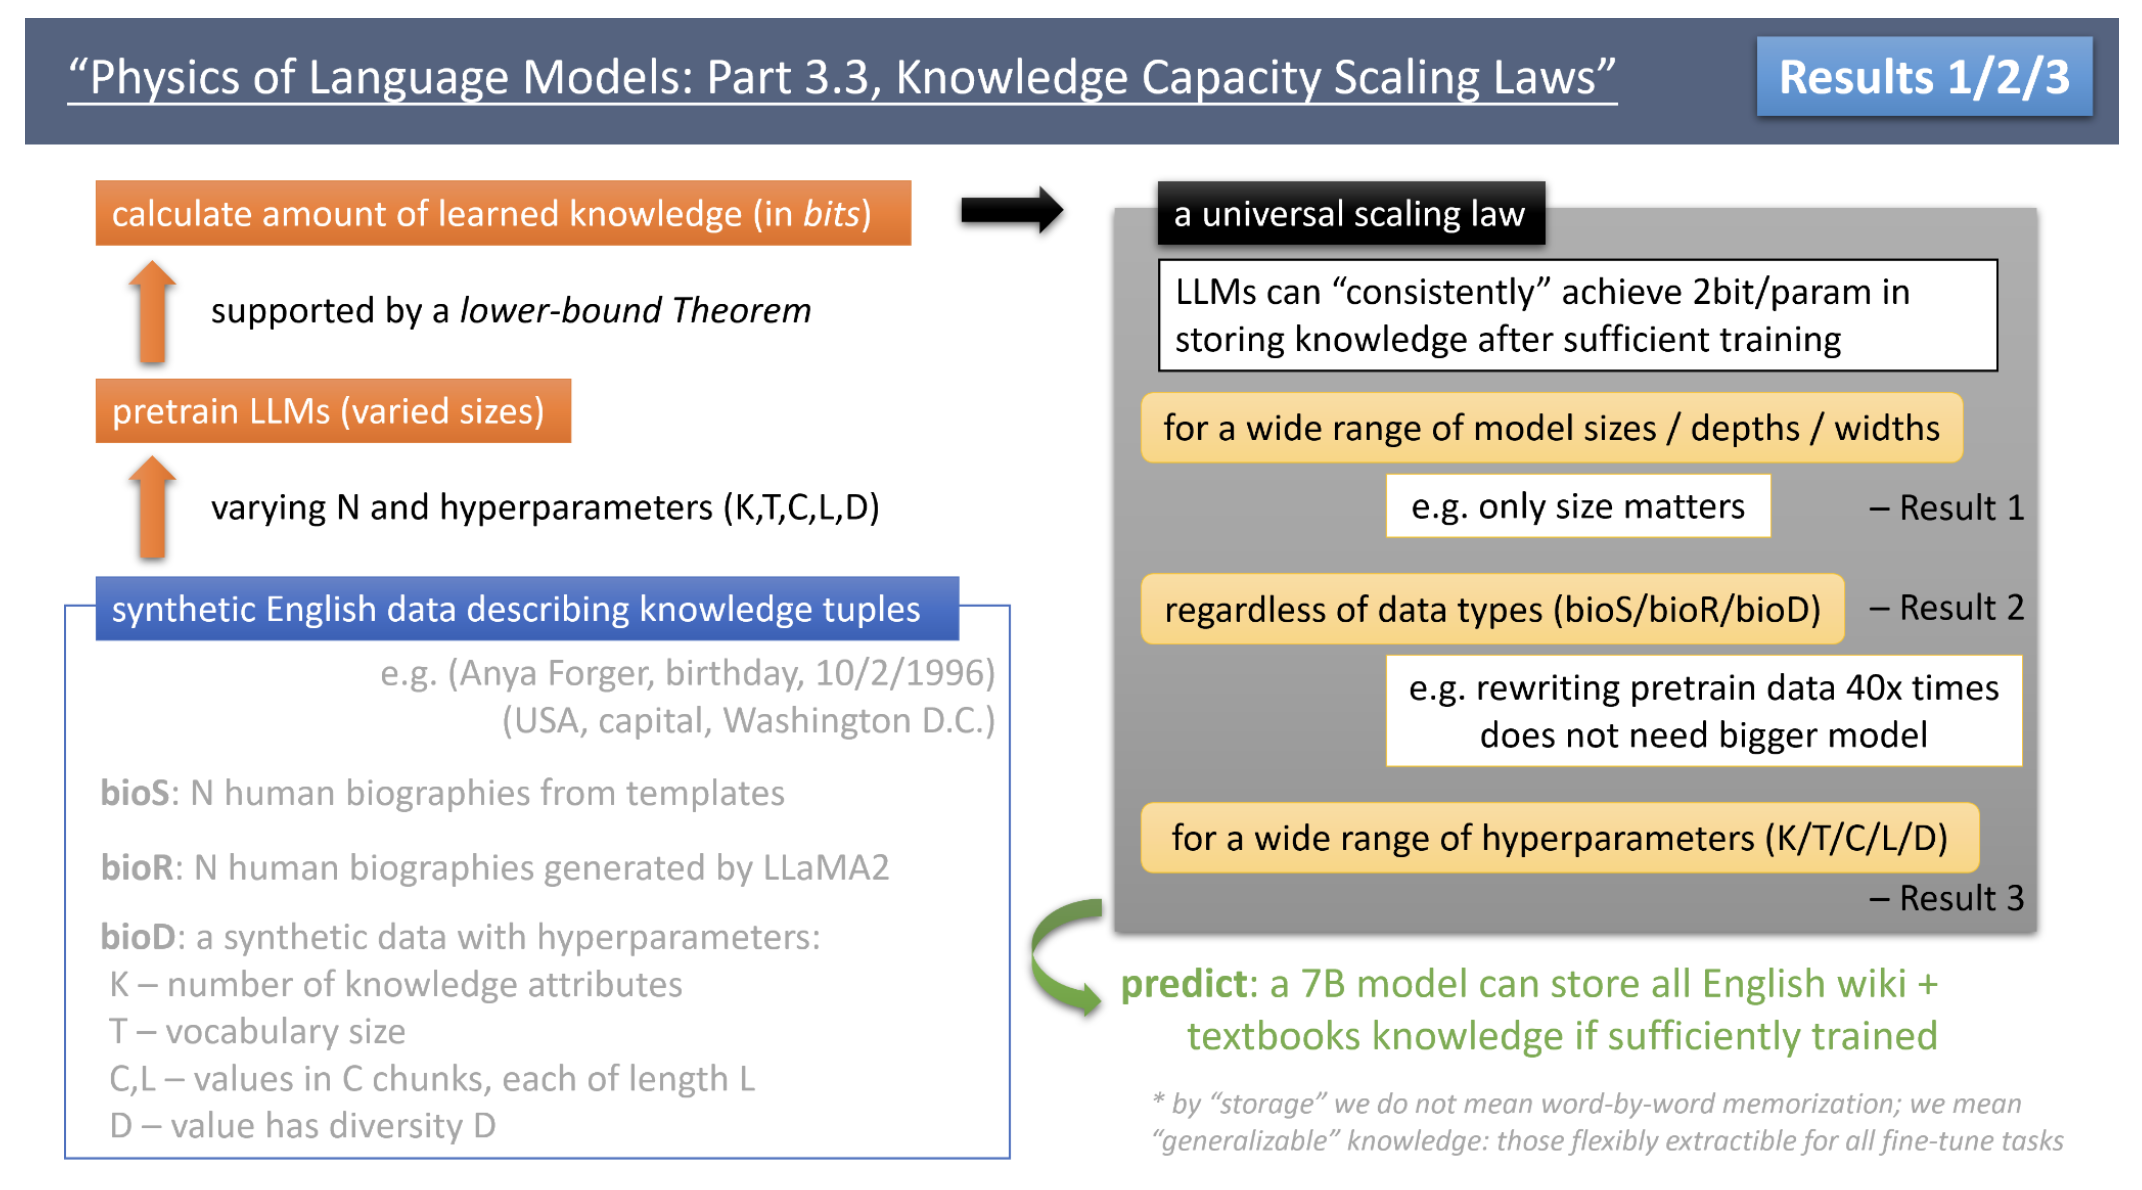 “Physics of Language Models: Part 3.3, Knowledge Capacity Scaling Laws”
Results 1/2/3
calculate amount of learned knowledge (in bits)
supported by a lower-bound Theorem
pretrain LLMs (varied sizes)
varying N and hyperparameters (K,T,C,L,D)
synthetic English data describing knowledge tuples
e.g. (Anya Forger, birthday, 10/2/1996)
(USA, capital, Washington D.C.)
bioS: N human biographies from templates
bioR: N human biographies generated by LLaMA2
bioD: a synthetic data with hyperparameters:
K – number of knowledge attributes
T – vocabulary size
C,L – values in C chunks, each of length L
D – value has diversity D
a universal scaling law
LLMs can “consistently” achieve 2bit/param in
storing knowledge after sufficient training
for a wide range of model sizes / depths / widths
e.g. only size matters
– Result 1
regardless of data types (bioS/bioR/bioD)
– Result 2
e.g. rewriting pretrain data 40x times
does not need bigger model
for a wide range of hyperparameters (K/T/C/L/D)
– Result 3
predict: a 7B model can store all English wiki +
textbooks knowledge if sufficiently trained
* by “storage” we do not mean word-by-word memorization; we mean
“generalizable” knowledge: those flexibly extractible for all fine-tune tasks